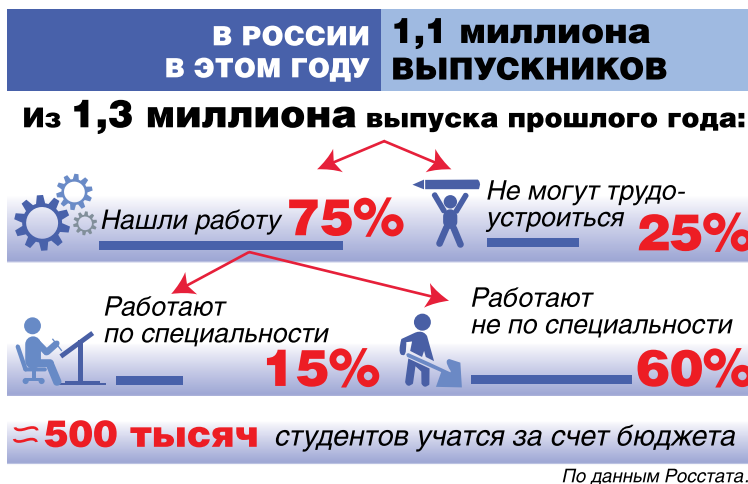 В РОССИИ
В ЭТОМ ГОДУ
1,1 миллиона
ВЫПУСКНИКОВ
из 1,3 миллиона выпуска прошлого года:
Нашли работу 75%
Не могут трудо-
устроиться 25%
Работают
по специальности
15%
Работают
не по специальности
60%
≈500 тысяч студентов учатся за счет бюджета
По данным Росстата.